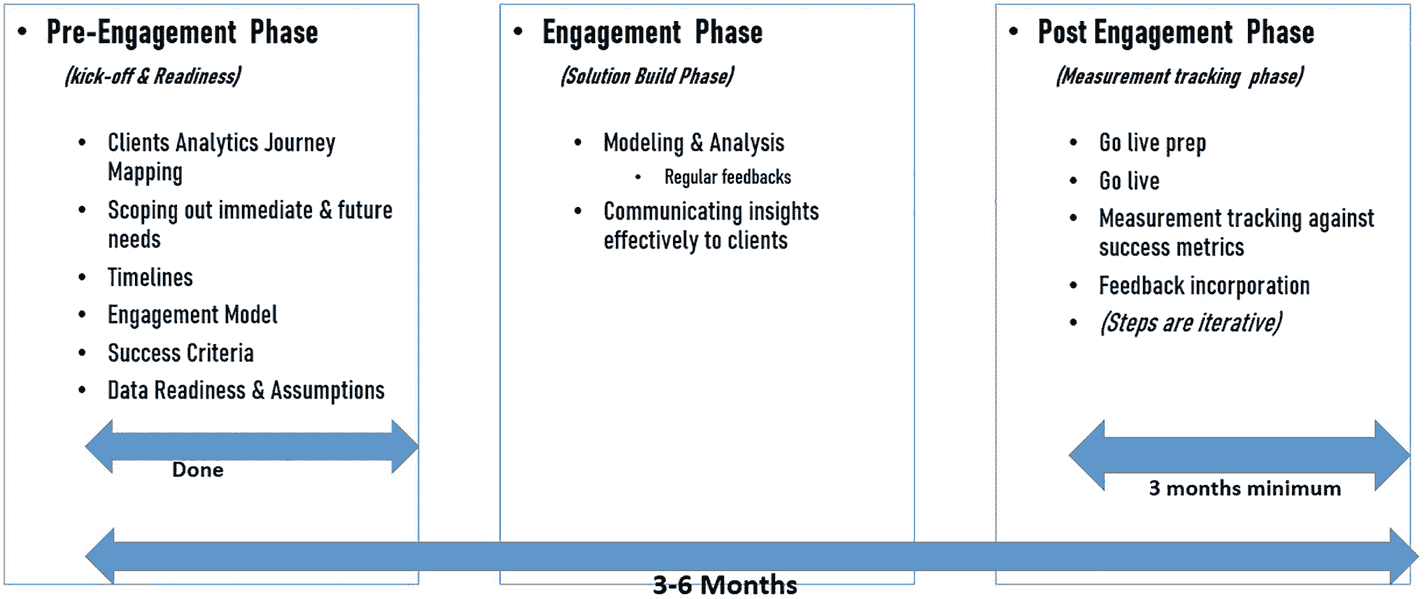 • Pre-Engagement Phase
(kick-off & Readiness)
• Clients Analytics Journey
Mapping
• Scoping out immediate & future
needs
• Timelines
• Engagement Model
• Success Criteria
• Data Readiness & Assumptions
Done
• Engagement Phase
(Solution Build Phase)
• Modeling & Analysis
• Regular feedbacks
• Communicating insights
effectively to clients
• Post Engagement Phase
(Measurement tracking phase)
• Go live prep
• Go live
• Measurement tracking against
success metrics
• Feedback incorporation
• (Steps are iterative)
3 months minimum
3-6 Months